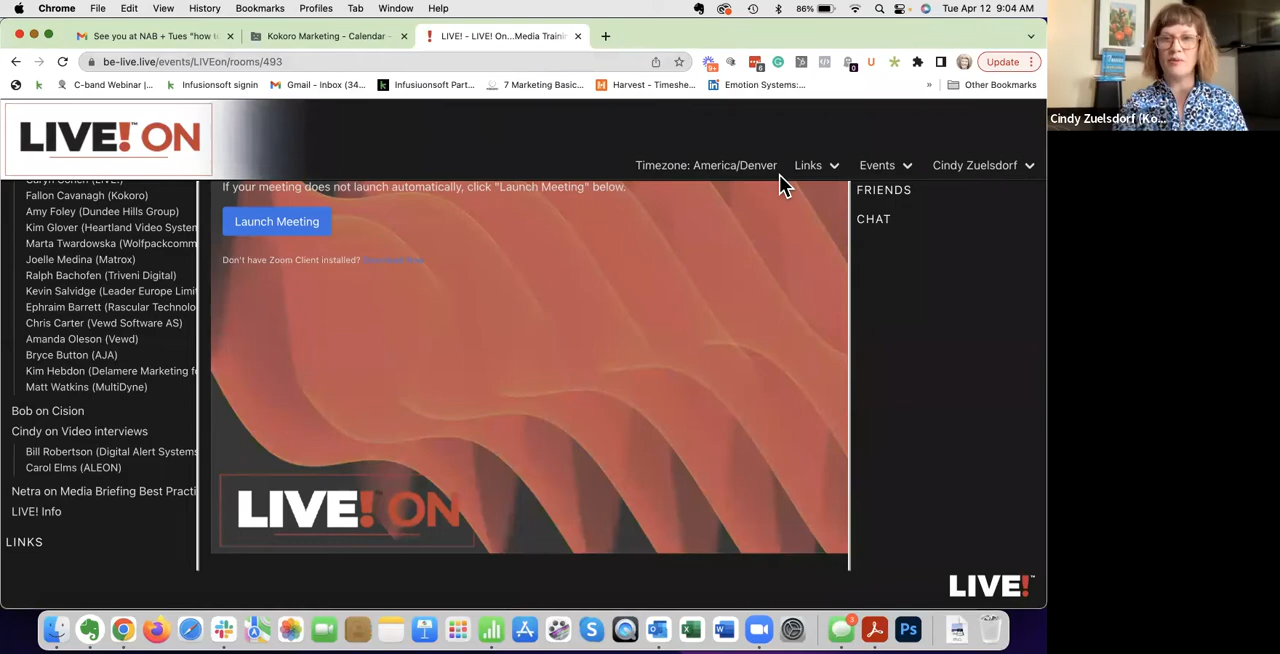 Chrome File Edit View History Bookmarks Profiles Tab Window Help 86% Tue Apr 12 9:04 AM
See you at NAB + Tues "how t
Kokoro Marketing - Calendar -
LIVE! - LIVE! On...Media Traini
be-live.live/events/LIVEon/rooms/493
Update
C-band Webinar |...
Infusionsoft signin
Gmail - Inbox (34...
Infusiuonsoft Part...
7 Marketing Basic...
Harvest - Timeshe...
Emotion Systems:...
»
Other Bookmarks
LIVE!™ ON
Timezone: America/Denver Links Events Cindy Zuelsdorf
Cindy Zuelsdorf (Ko...
Fallon Cavanagh (Kokoro)
Amy Foley (Dundee Hills Group)
Kim Glover (Heartland Video System
Marta Twardowska (Wolfpackcomm
Joelle Medina (Matrox)
Ralph Bachofen (Triveni Digital)
Kevin Salvidge (Leader Europe Limit
Ephraim Barrett (Rascular Technolo
Chris Carter (Vewd Software AS)
Amanda Oleson (Vewd)
Bryce Button (AJA)
Kim Hebdon (Delamere Marketing f
Matt Watkins (MultiDyne)
Bob on Cision
Cindy on Video interviews
Bill Robertson (Digital Alert Systems
Carol Elms (ALEON)
Netra on Media Briefing Best Practi
LIVE! Info
LINKS
If your meeting does not launch automatically, click "Launch Meeting" below.
Launch Meeting
Don't have Zoom Client installed?
LIVE! ON
FRIENDS
CHAT
LIVE!™
3